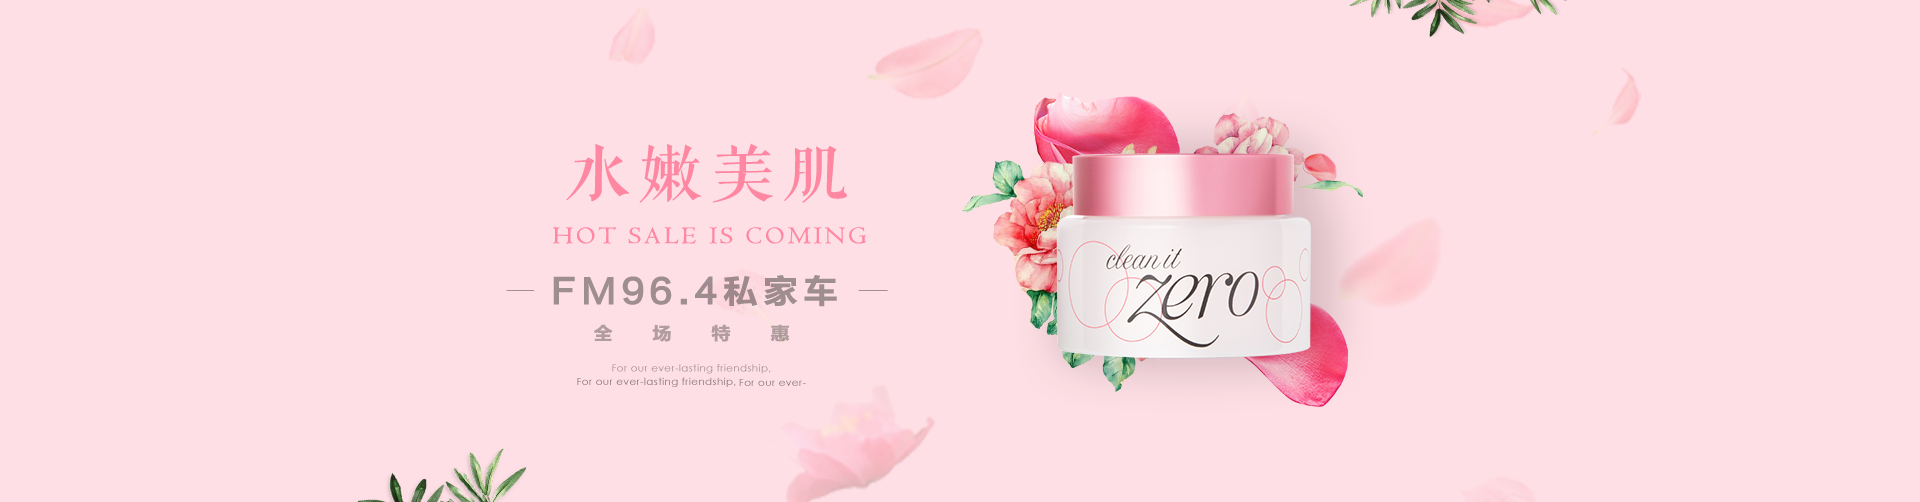 水嫩美肌
HOT SALE IS COMING
FM96.4私家车
全场特惠
For our ever-lasting friendship,
For our ever-lasting friendship, For our ever-
clean it
zero